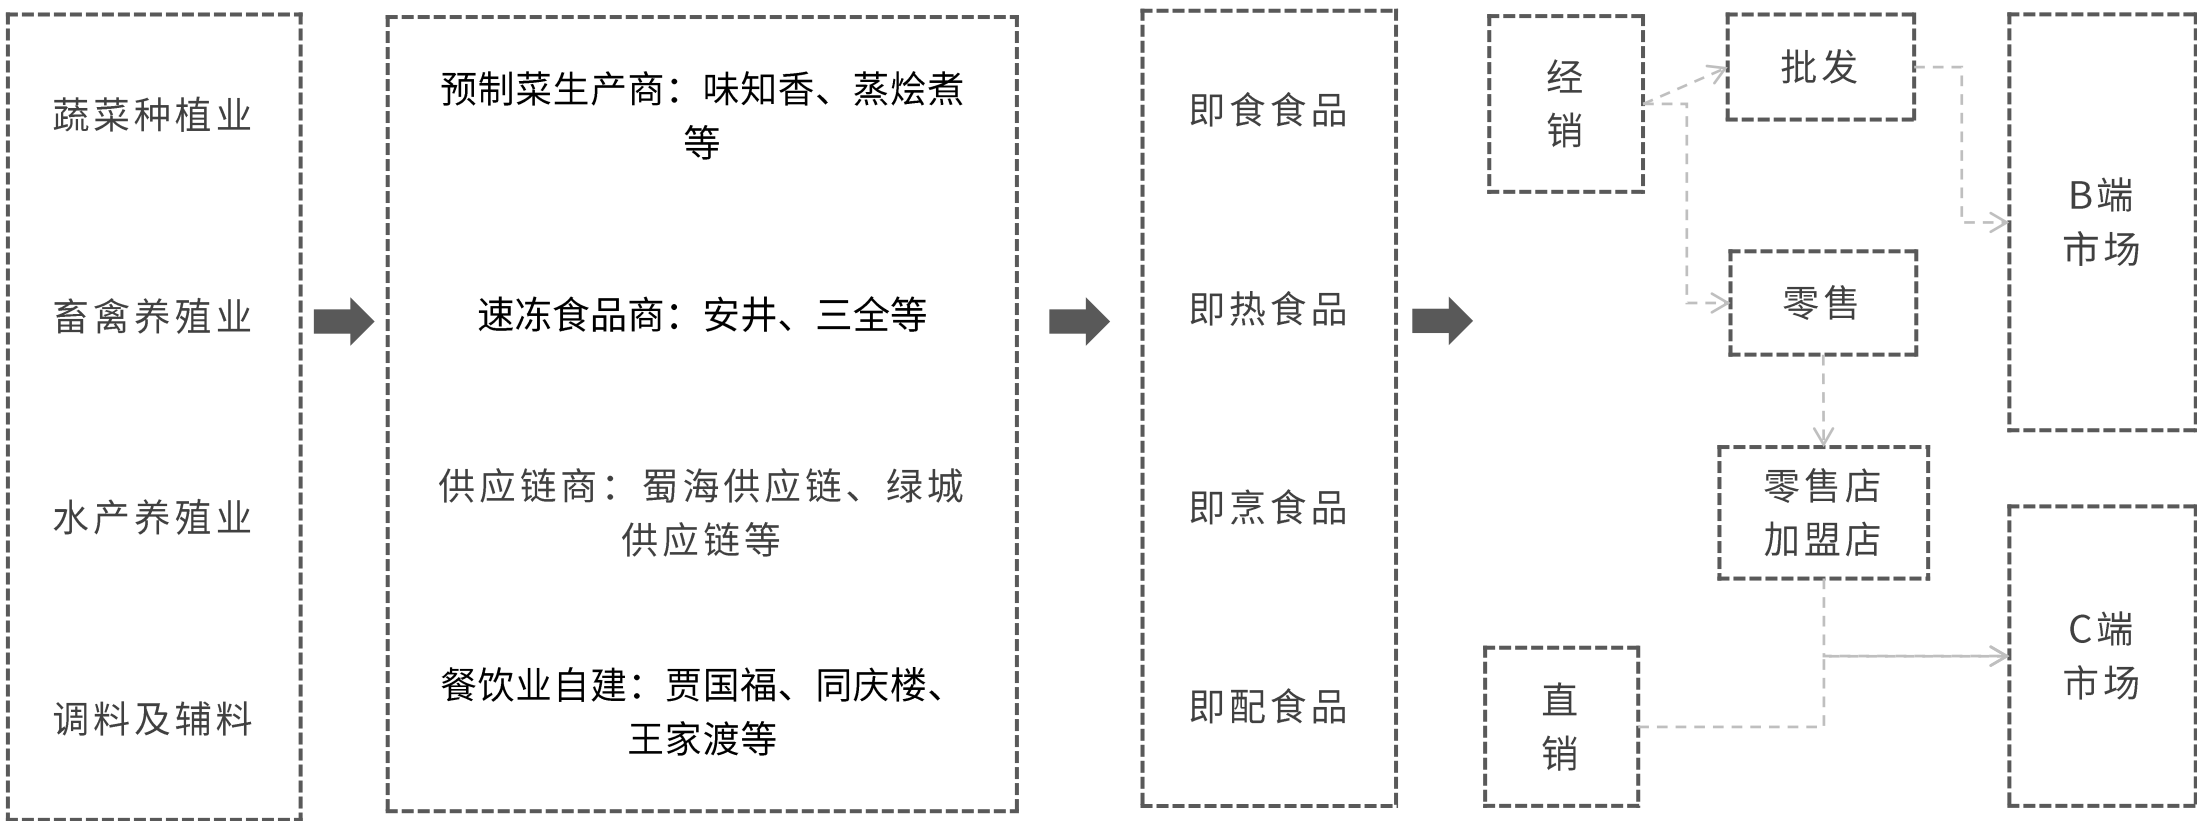 蔬菜种植业
畜禽养殖业
水产养殖业
调料及辅料
预制菜生产商：味知香、蒸烩煮
等
速冻食品商：安井、三全等
供应链商：蜀海供应链、绿城
供应链等
餐饮业自建：贾国福、同庆楼、
王家渡等
即食食品
即热食品
即烹食品
即配食品
经
销
直
销
批发
零售
零售店
加盟店
B端
市场
C端
市场